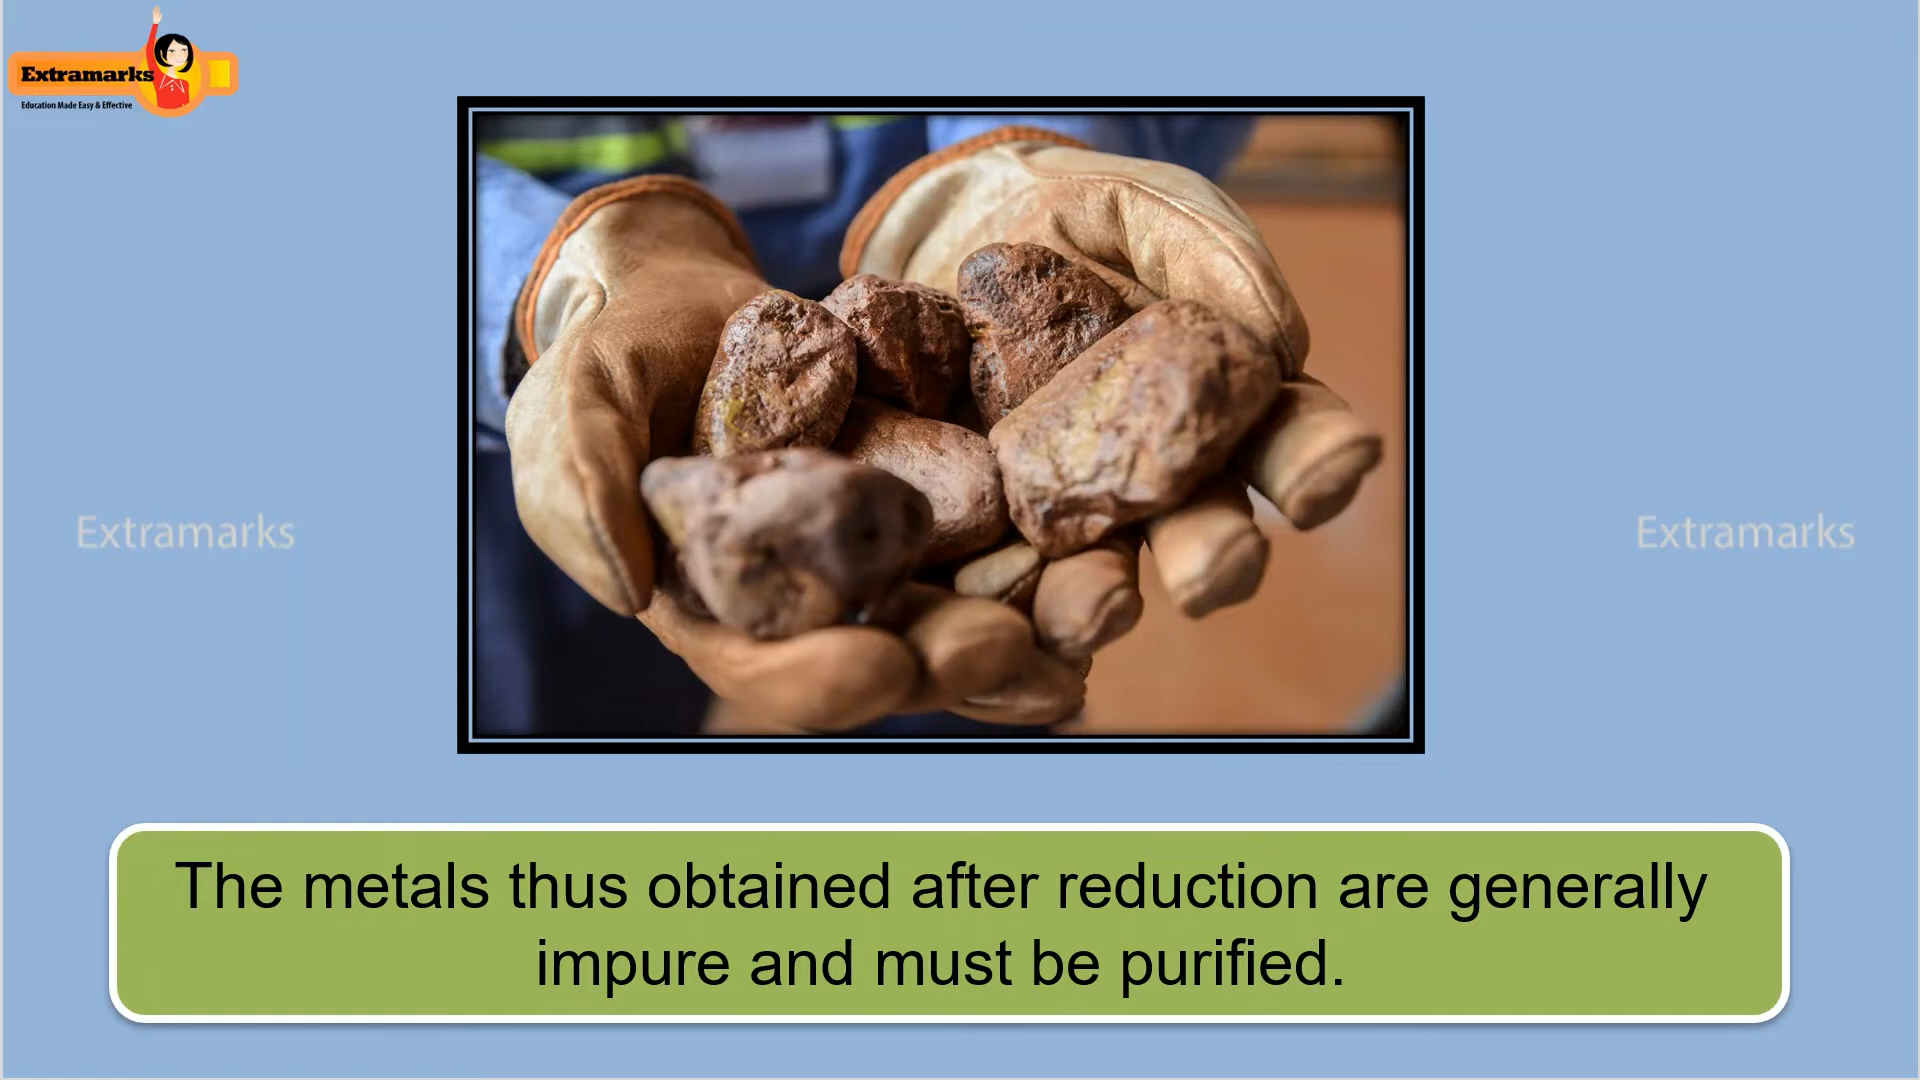 Extramarks
Education Made Easy & Effective
Extramarks
Extramarks
The metals thus obtained after reduction are generally
impure and must be purified.